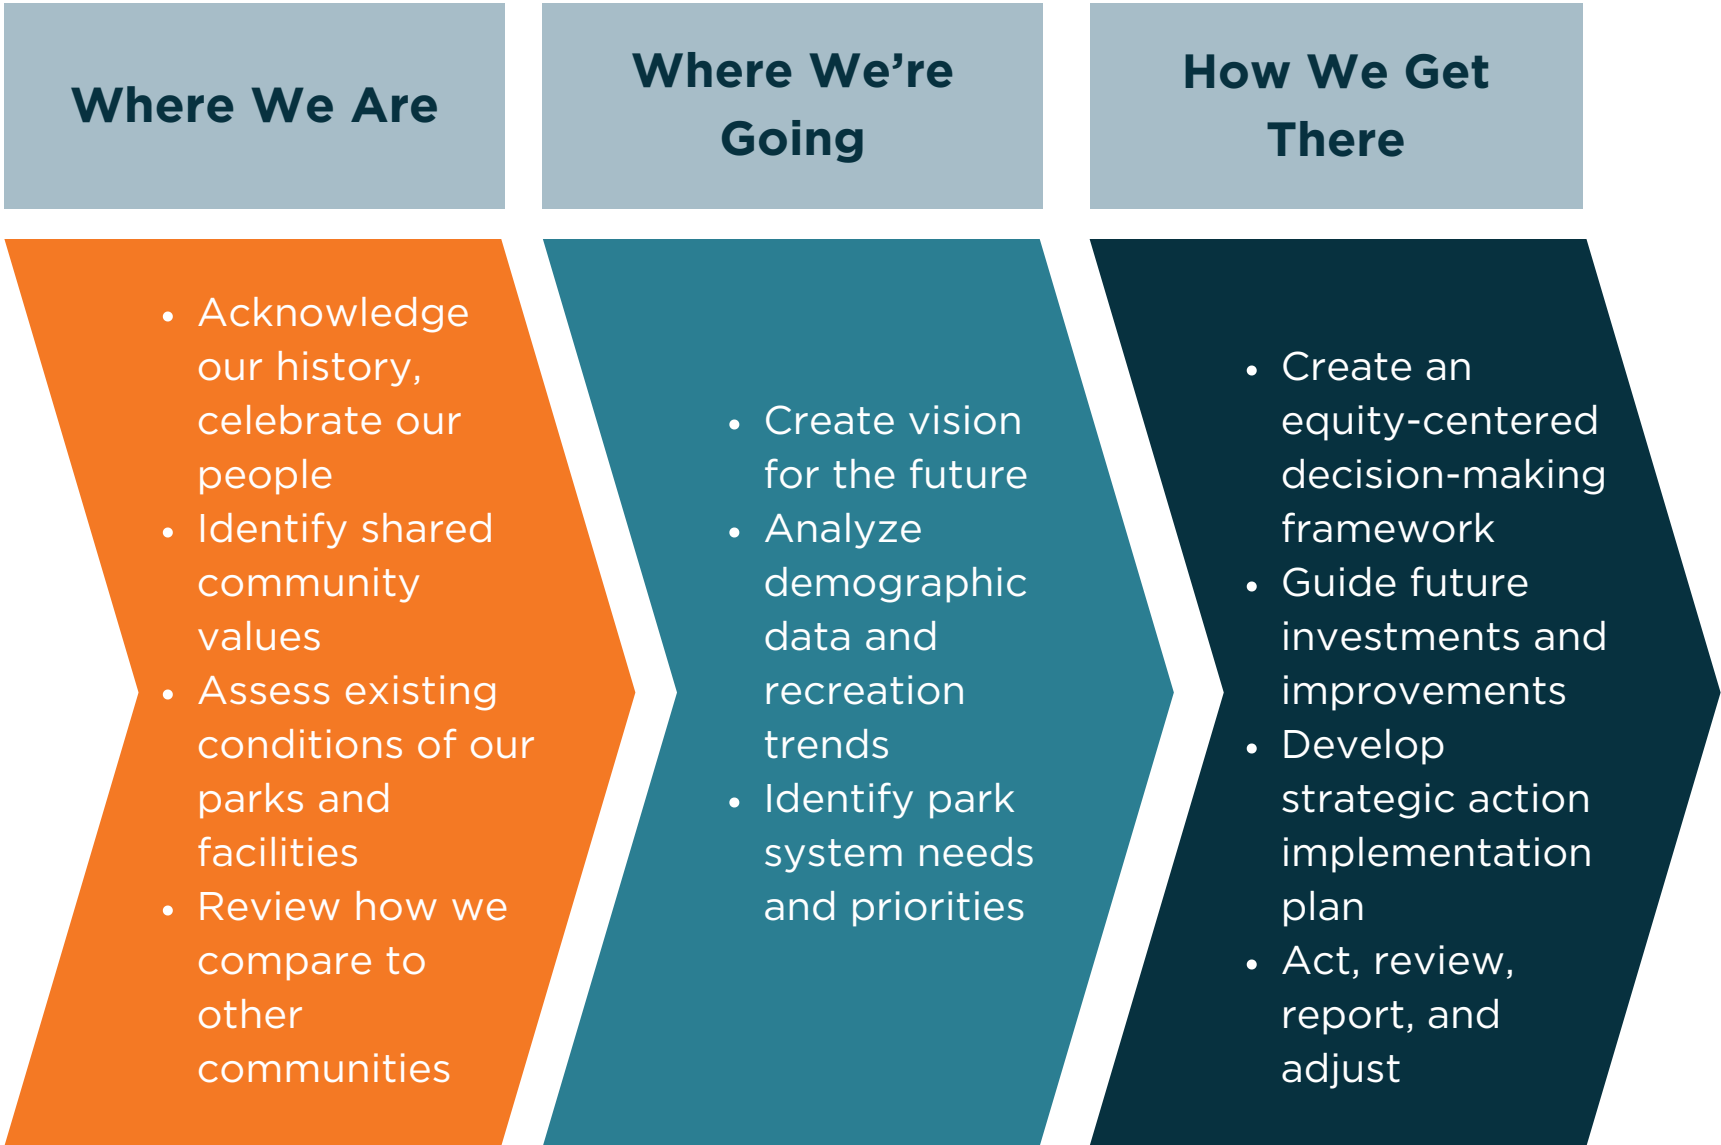 Where We Are
Where We’re
Going
How We Get
There
• Acknowledge
our history,
celebrate our
people
• Identify shared
community
values
• Assess existing
conditions of our
parks and
facilities
• Review how we
compare to
other
communities
• Create vision
for the future
• Analyze
demographic
data and
recreation
trends
• Identify park
system needs
and priorities
• Create an
equity-centered
decision-making
framework
• Guide future
investments and
improvements
• Develop
strategic action
implementation
plan
• Act, review,
report, and
adjust